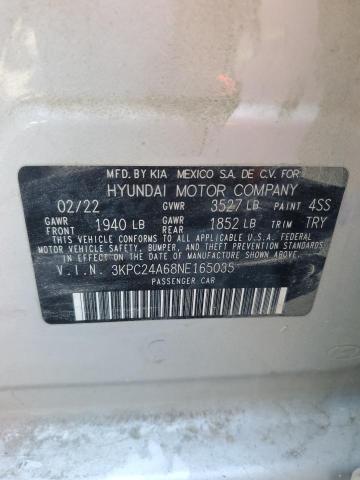 MFD. BY KIA MEXICO S.A. DE C.V. FOR
HYUNDAI MOTOR COMPANY
02/22 GVWR 3527 LB PAINT 4SS
GAWR FRONT 1940 LB GAWR REAR 1852 LB TRIM TRY
THIS VEHICLE CONFORMS TO ALL APPLICABLE U.S. FEDERAL
MOTOR VEHICLE SAFETY, BUMPER, AND THEFT PREVENTION
STANDARDS IN EFFECT ON THE DATE OF MANUFACTURE SHOWN ABOVE.
V.I.N. 3KPC24A68NE165035
PASSENGER CAR